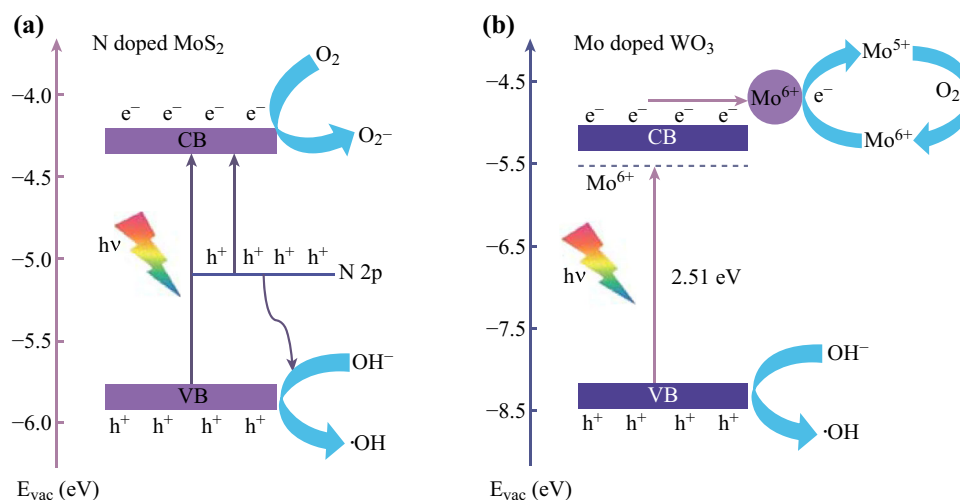 (a)
N doped MoS₂
−4.0
−4.5
−5.0
−5.5
−6.0
E_vac (eV)
O₂
e⁻ e⁻ e⁻ e⁻
CB
O₂⁻
hν
h⁺ h⁺ h⁺ h⁺
N 2p
OH⁻
VB
h⁺ h⁺ h⁺ h⁺
·OH
(b)
Mo doped WO₃
−4.5
−5.5
−6.5
−7.5
−8.5
E_vac (eV)
Mo⁵⁺
Mo⁶⁺
e⁻
O₂
Mo⁶⁺
e⁻ e⁻ e⁻ e⁻
CB
Mo⁶⁺
hν
2.51 eV
OH⁻
VB
h⁺ h⁺ h⁺ h⁺
·OH